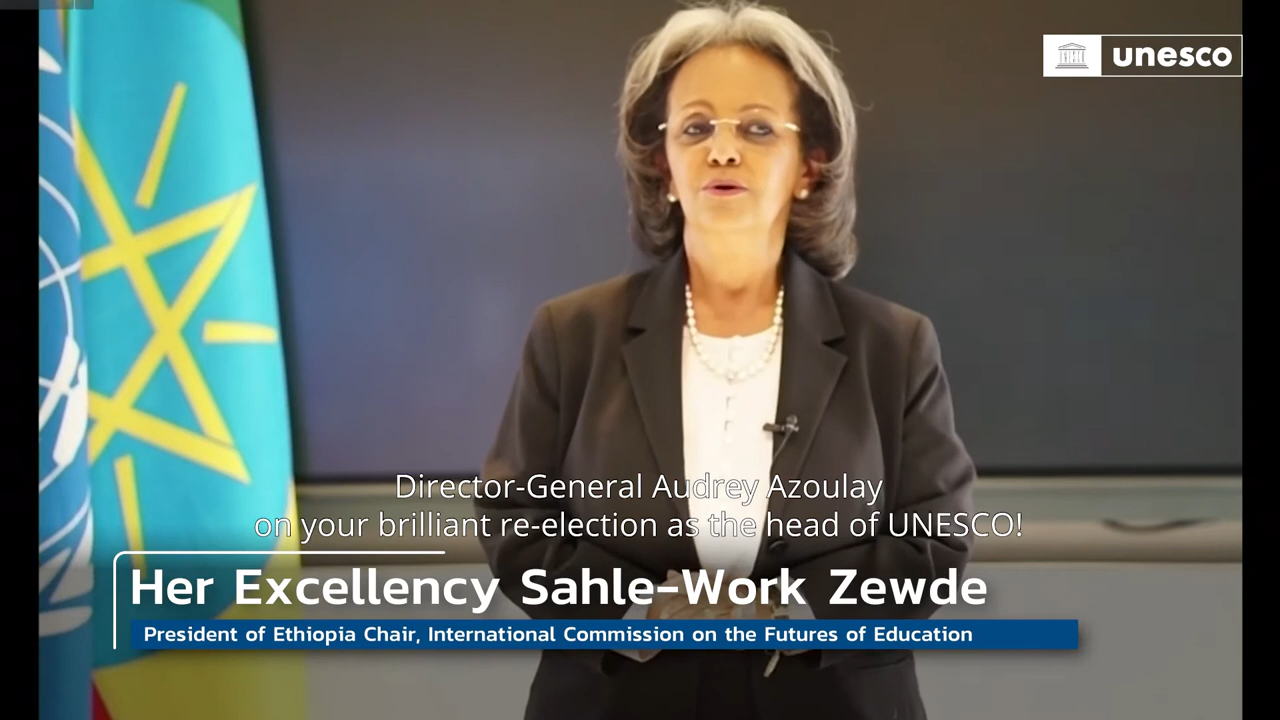 unesco
Director-General Audrey Azoulay
on your brilliant re-election as the head of UNESCO!
Her Excellency Sahle-Work Zewde
President of Ethiopia Chair, International Commission on the Futures of Education